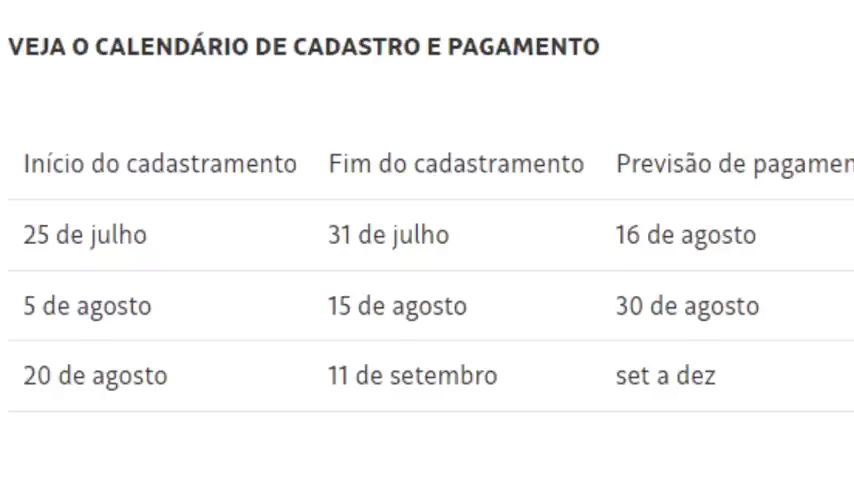 VEJA O CALENDÁRIO DE CADASTRO E PAGAMENTO
Início do cadastramento Fim do cadastramento Previsão de pagamen
25 de julho 31 de julho 16 de agosto
5 de agosto 15 de agosto 30 de agosto
20 de agosto 11 de setembro set a dez